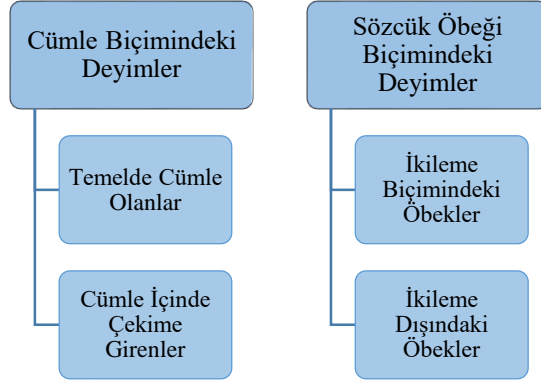 Cümle Biçimindeki
Deyimler
Temelde Cümle
Olanlar
Cümle İçinde
Çekime
Girenler
Sözcük Öbeği
Biçimindeki
Deyimler
İkileme
Biçimindeki
Öbekler
İkileme
Dışındaki
Öbekler